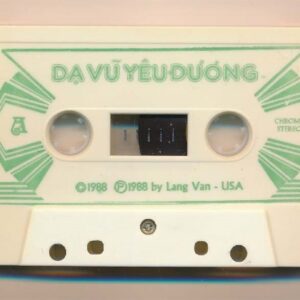 DẠ VŨ YÊU ĐƯƠNG
A
CHROME
STEREO
©1988 ℗1988 by Lang Van - USA